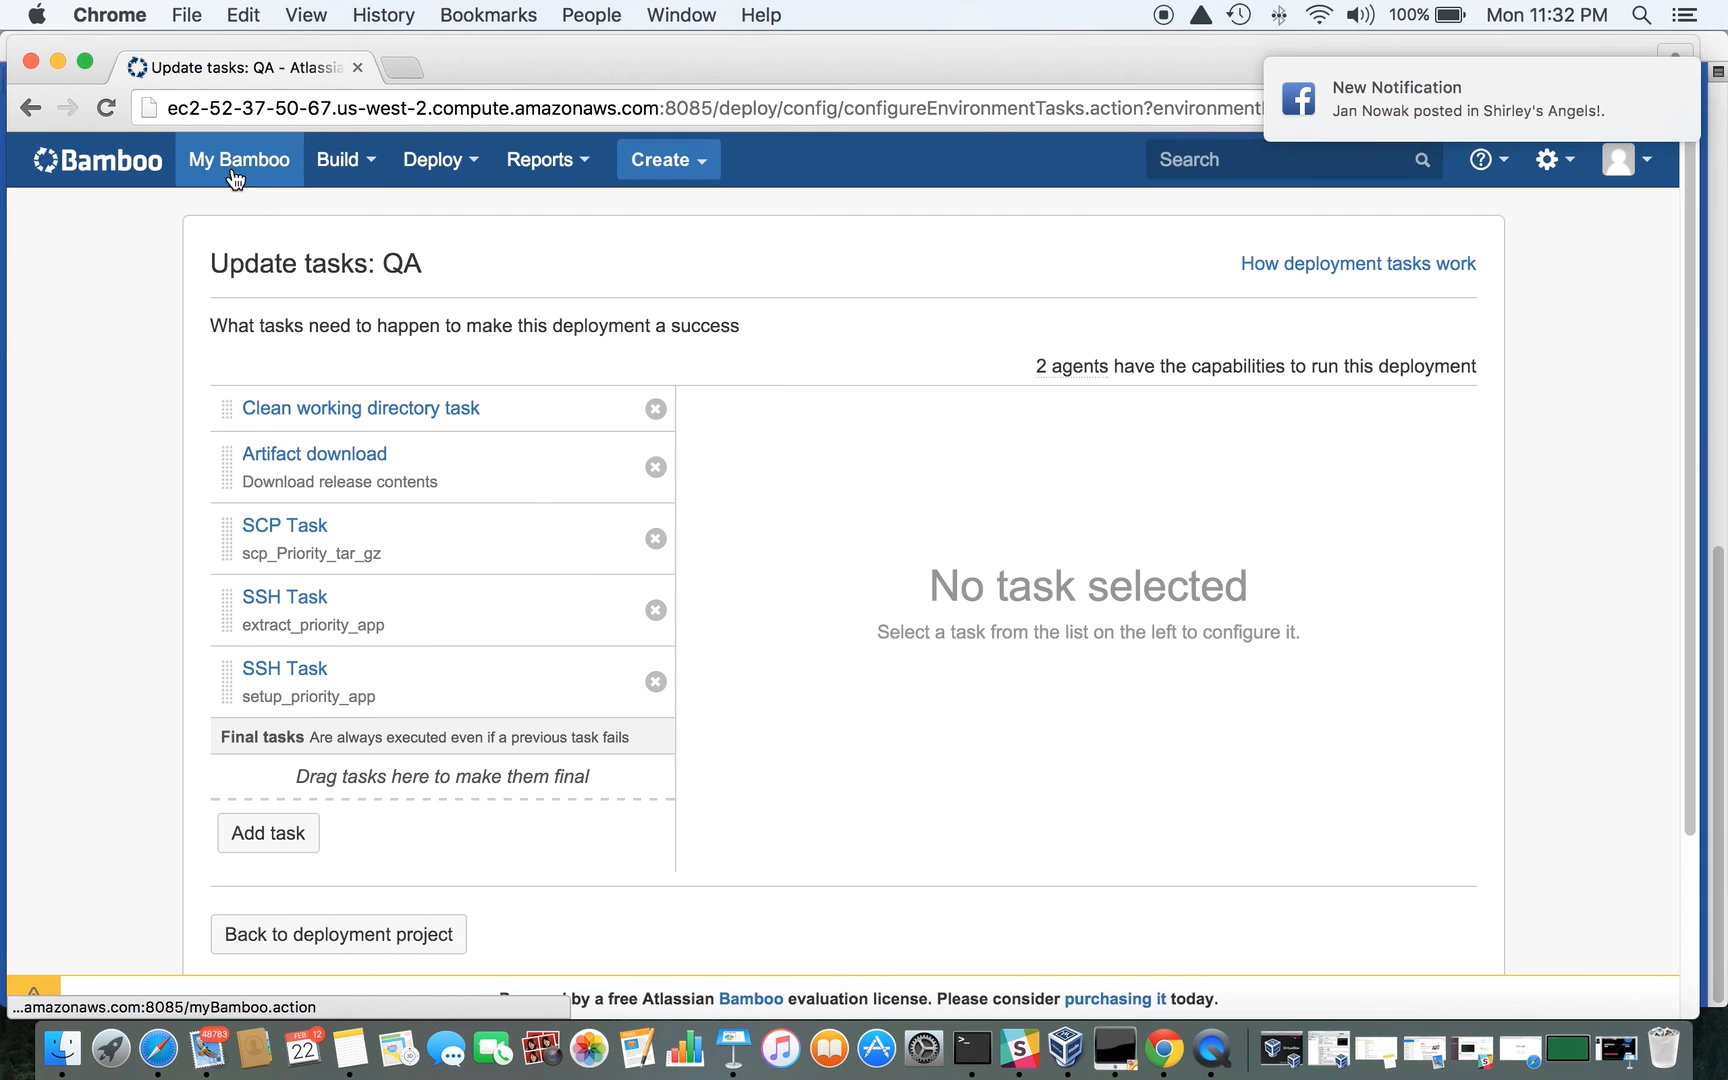 Chrome File Edit View History Bookmarks People Window Help 100% Mon 11:32 PM
Update tasks: QA - Atlassia
ec2-52-37-50-67.us-west-2.compute.amazonaws.com:8085/deploy/config/configureEnvironmentTasks.action?environment
New Notification
Jan Nowak posted in Shirley's Angels!.
Bamboo My Bamboo Build Deploy Reports Create Search
Update tasks: QA
How deployment tasks work
What tasks need to happen to make this deployment a success
2 agents have the capabilities to run this deployment
Clean working directory task
Artifact download
Download release contents
SCP Task
scp_Priority_tar_gz
SSH Task
extract_priority_app
SSH Task
setup_priority_app
Final tasks Are always executed even if a previous task fails
Drag tasks here to make them final
Add task
No task selected
Select a task from the list on the left to configure it.
Back to deployment project
by a free Atlassian Bamboo evaluation license. Please consider purchasing it today.
...amazonaws.com:8085/myBamboo.action
48783
FEB 12
22